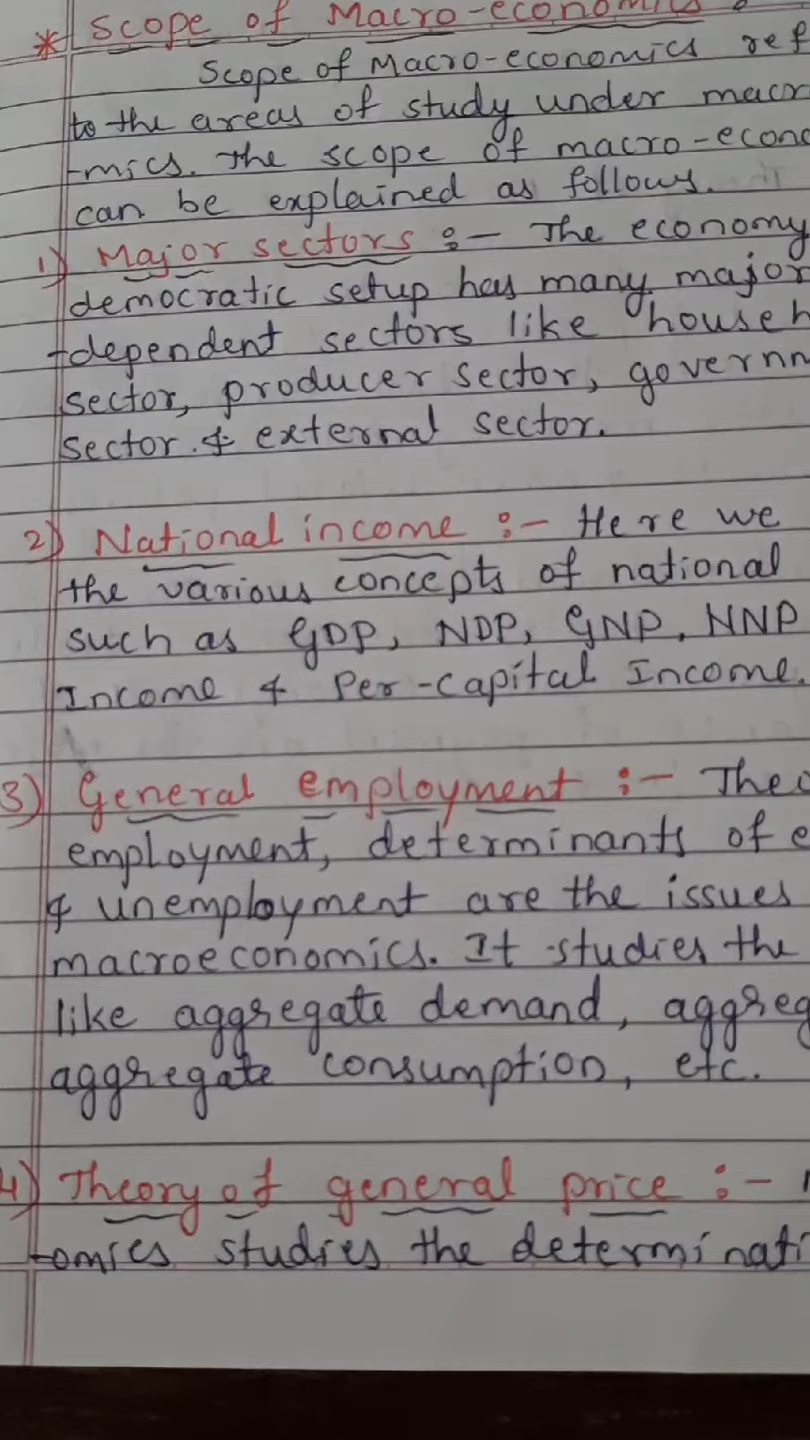 * Scope of Macro-economics :
Scope of Macro-economics ref
to the areas of study under macr
-mics. The scope of macro-econo
can be explained as follows.
1) Major sectors :- The economy
democratic setup has many major
-dependent sectors like househ
sector, producer sector, governm
sector & external sector.
2) National income :- Here we
the various concepts of national
such as GDP, NDP, GNP, NNP
Income & Per-capital Income.
3) General employment :- Theo
employment, determinants of e
& unemployment are the issues
macroeconomics. It studies the
like aggregate demand, aggreg
aggregate consumption, etc.
4) Theory of general price :-
-omics studies the determinati